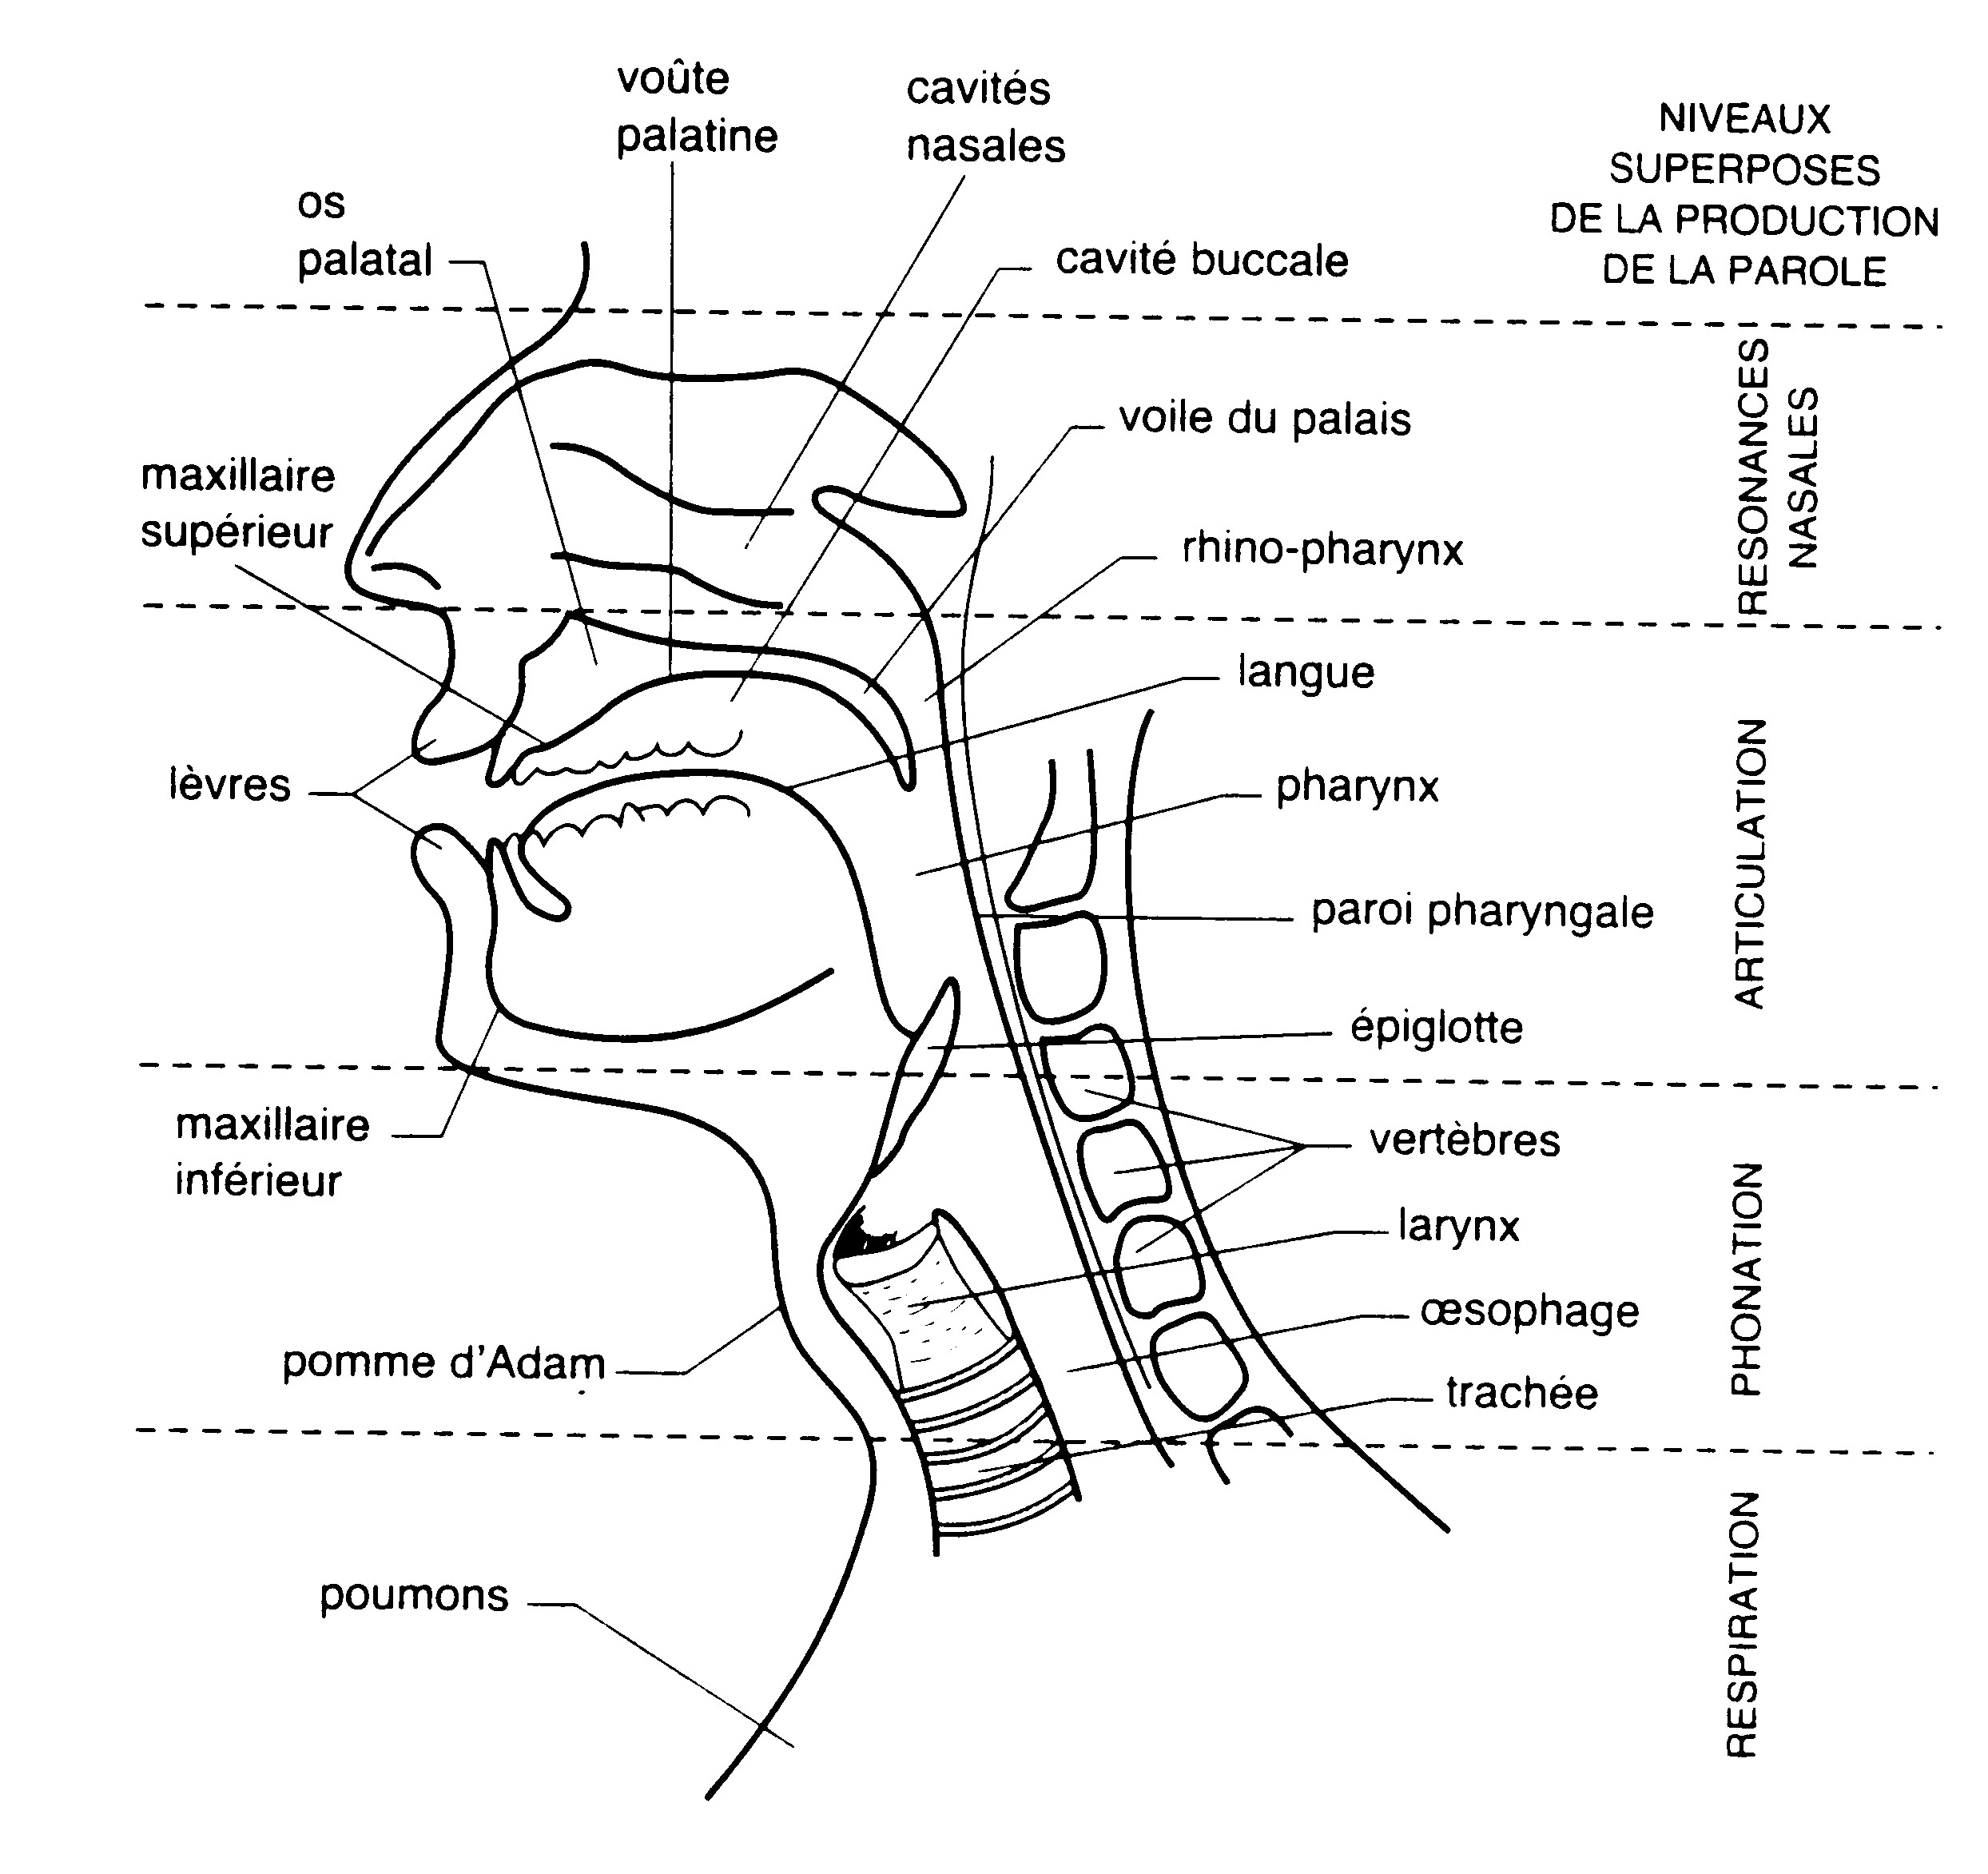 voûte
palatine
cavités
nasales
NIVEAUX
SUPERPOSES
DE LA PRODUCTION
DE LA PAROLE
os
palatal
cavité buccale
RESONANCES
NASALES
voile du palais
maxillaire
supérieur
rhino-pharynx
langue
ARTICULATION
lèvres
pharynx
paroi pharyngale
épiglotte
maxillaire
inférieur
vertèbres
PHONATION
larynx
œsophage
pomme d'Adam
trachée
RESPIRATION
poumons